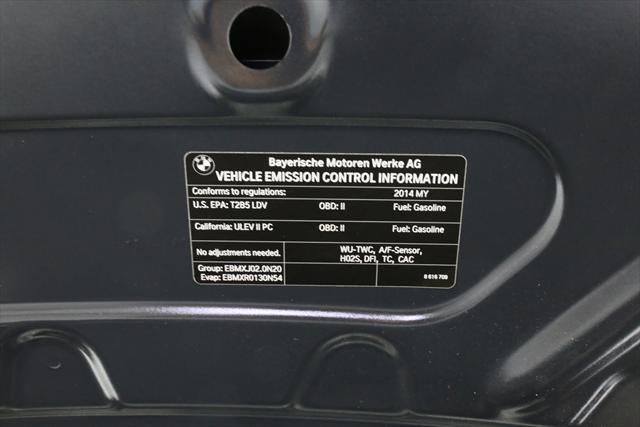 BMW
Bayerische Motoren Werke AG
VEHICLE EMISSION CONTROL INFORMATION
Conforms to regulations: 2014 MY
U.S. EPA: T2B5 LDV OBD: II Fuel: Gasoline
California: ULEV II PC OBD: II Fuel: Gasoline
No adjustments needed. WU-TWC, A/F-Sensor,
HO2S, DFI, TC, CAC
Group: EBMXJ02.0N20
Evap: EBMXR0130N54 8 616 709